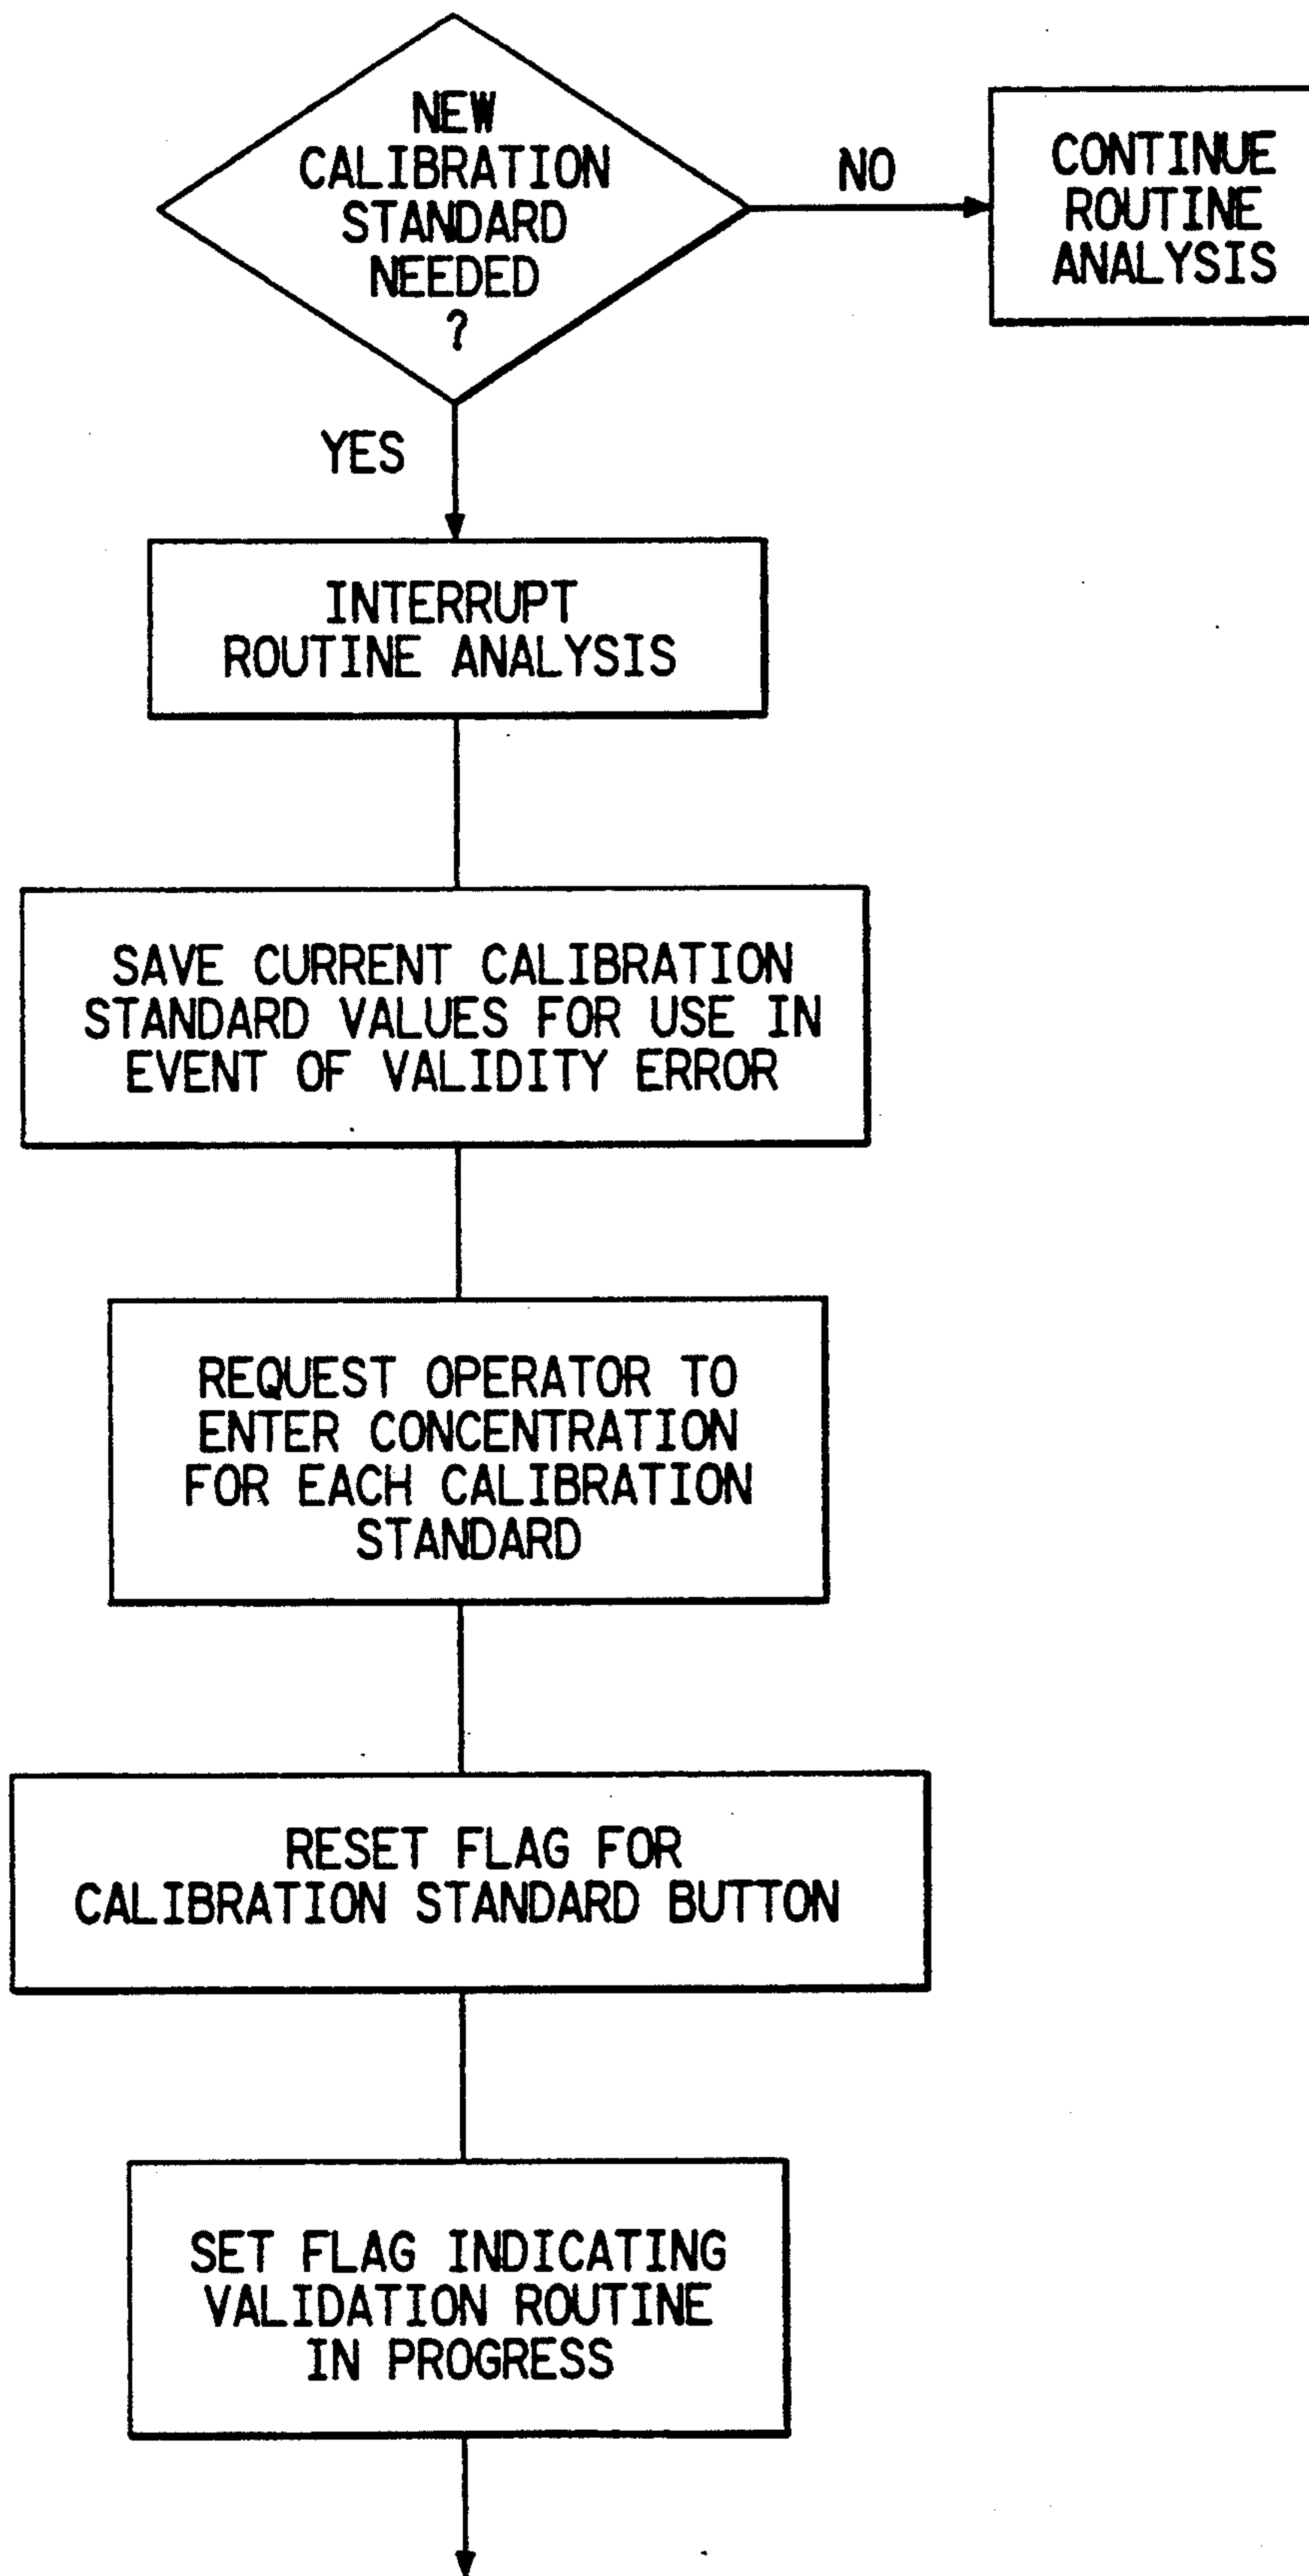 NEW
CALIBRATION
STANDARD
NEEDED
?
NO
CONTINUE
ROUTINE
ANALYSIS
YES
INTERRUPT
ROUTINE ANALYSIS
SAVE CURRENT CALIBRATION
STANDARD VALUES FOR USE IN
EVENT OF VALIDITY ERROR
REQUEST OPERATOR TO
ENTER CONCENTRATION
FOR EACH CALIBRATION
STANDARD
RESET FLAG FOR
CALIBRATION STANDARD BUTTON
SET FLAG INDICATING
VALIDATION ROUTINE
IN PROGRESS